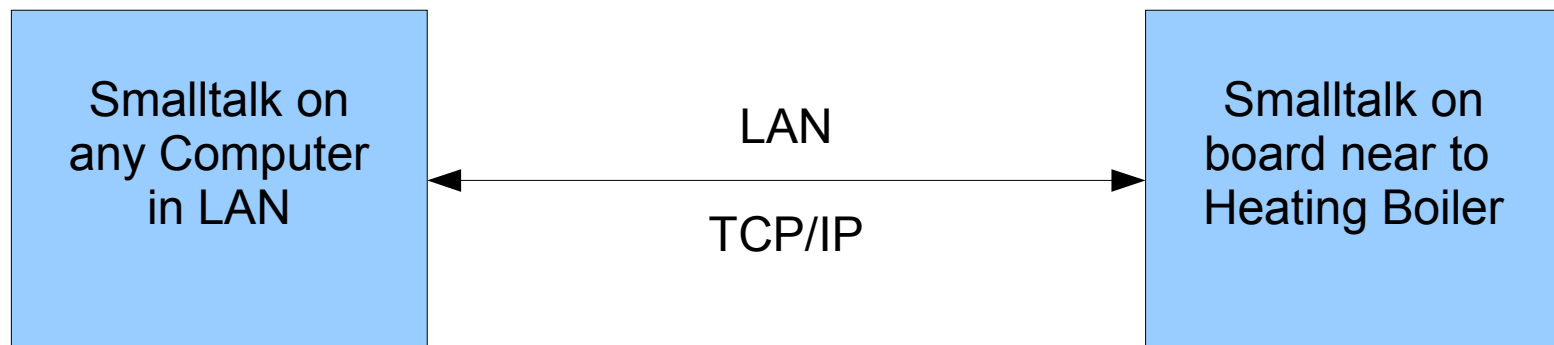 Smalltalk on
any Computer
in LAN
LAN
TCP/IP
Smalltalk on
board near to
Heating Boiler